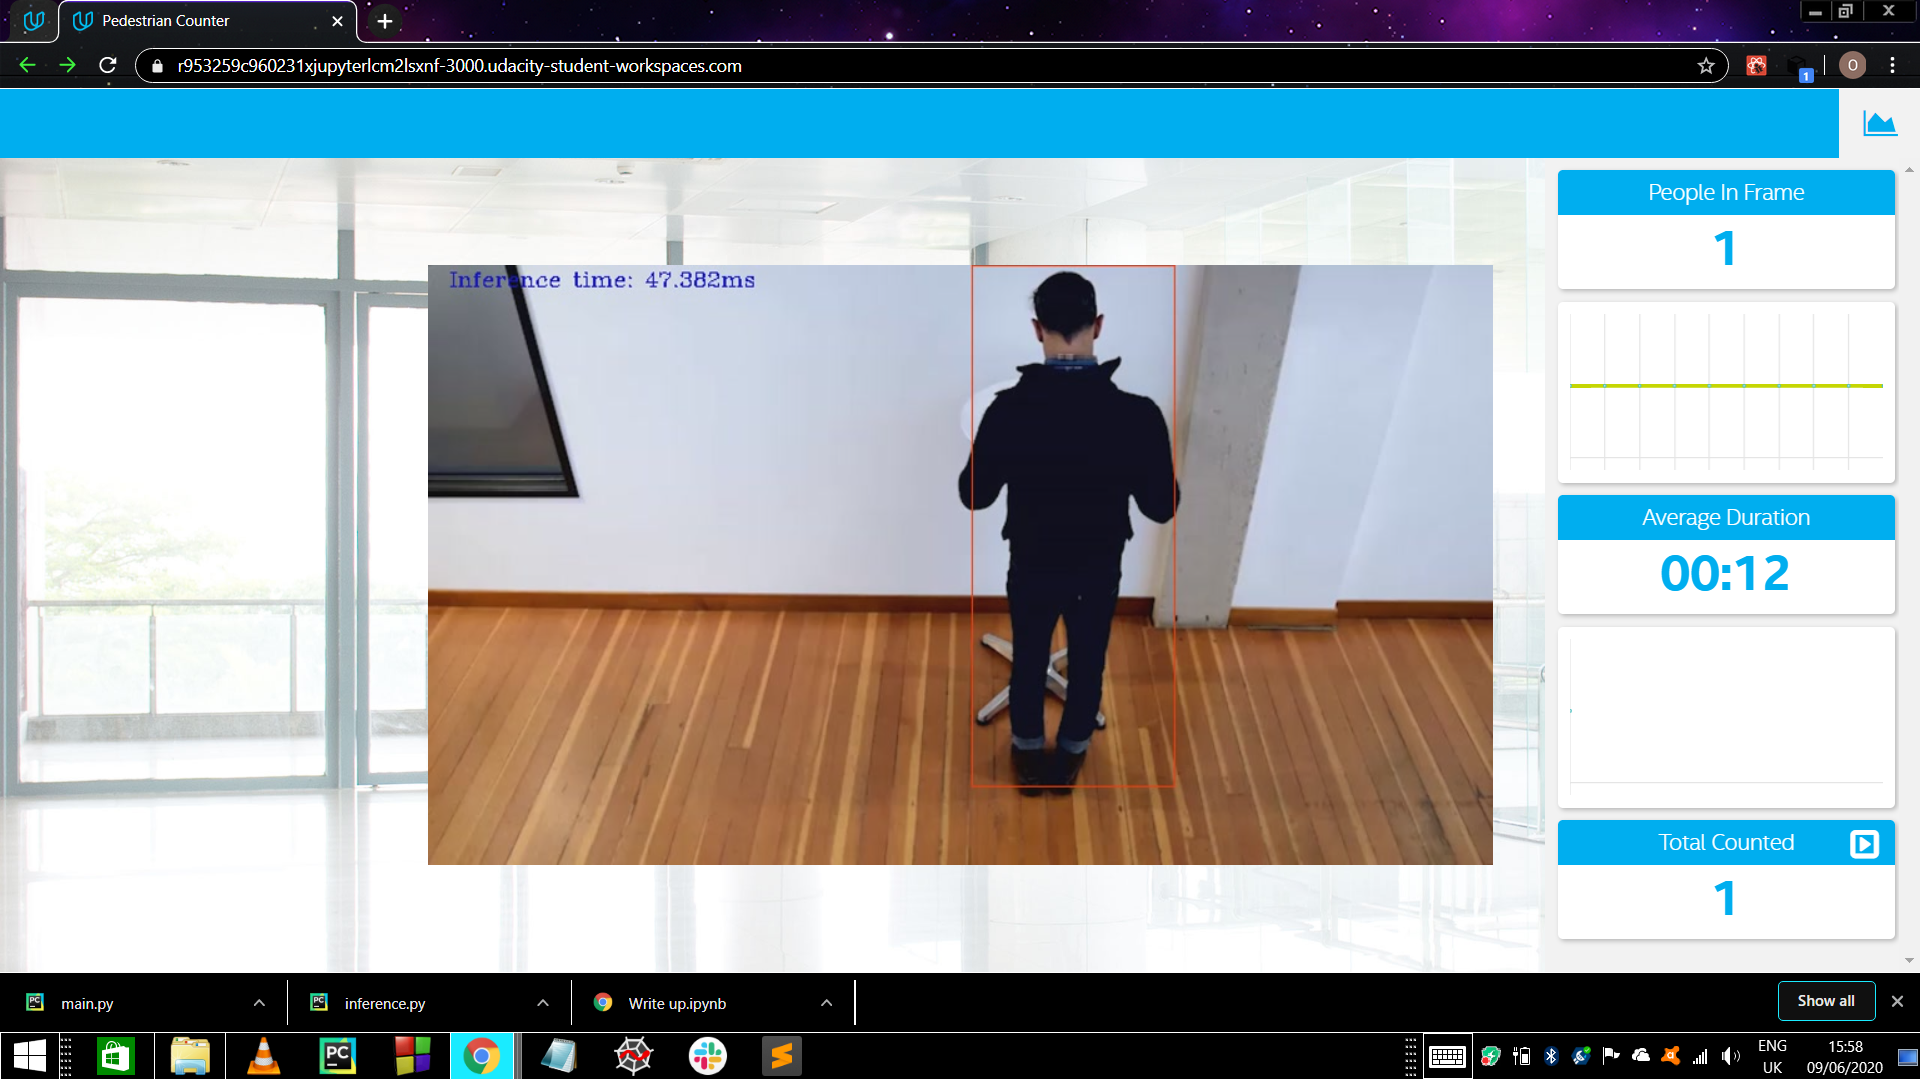 Pedestrian Counter
r953259c960231xjupyterlcm2lsxnf-3000.udacity-student-workspaces.com
O
1
People In Frame
1
Inference time: 47.382ms
Average Duration
00:12
Total Counted
1
main.py
inference.py
Write up.ipynb
Show all
PC
ENG
UK
15:58
09/06/2020